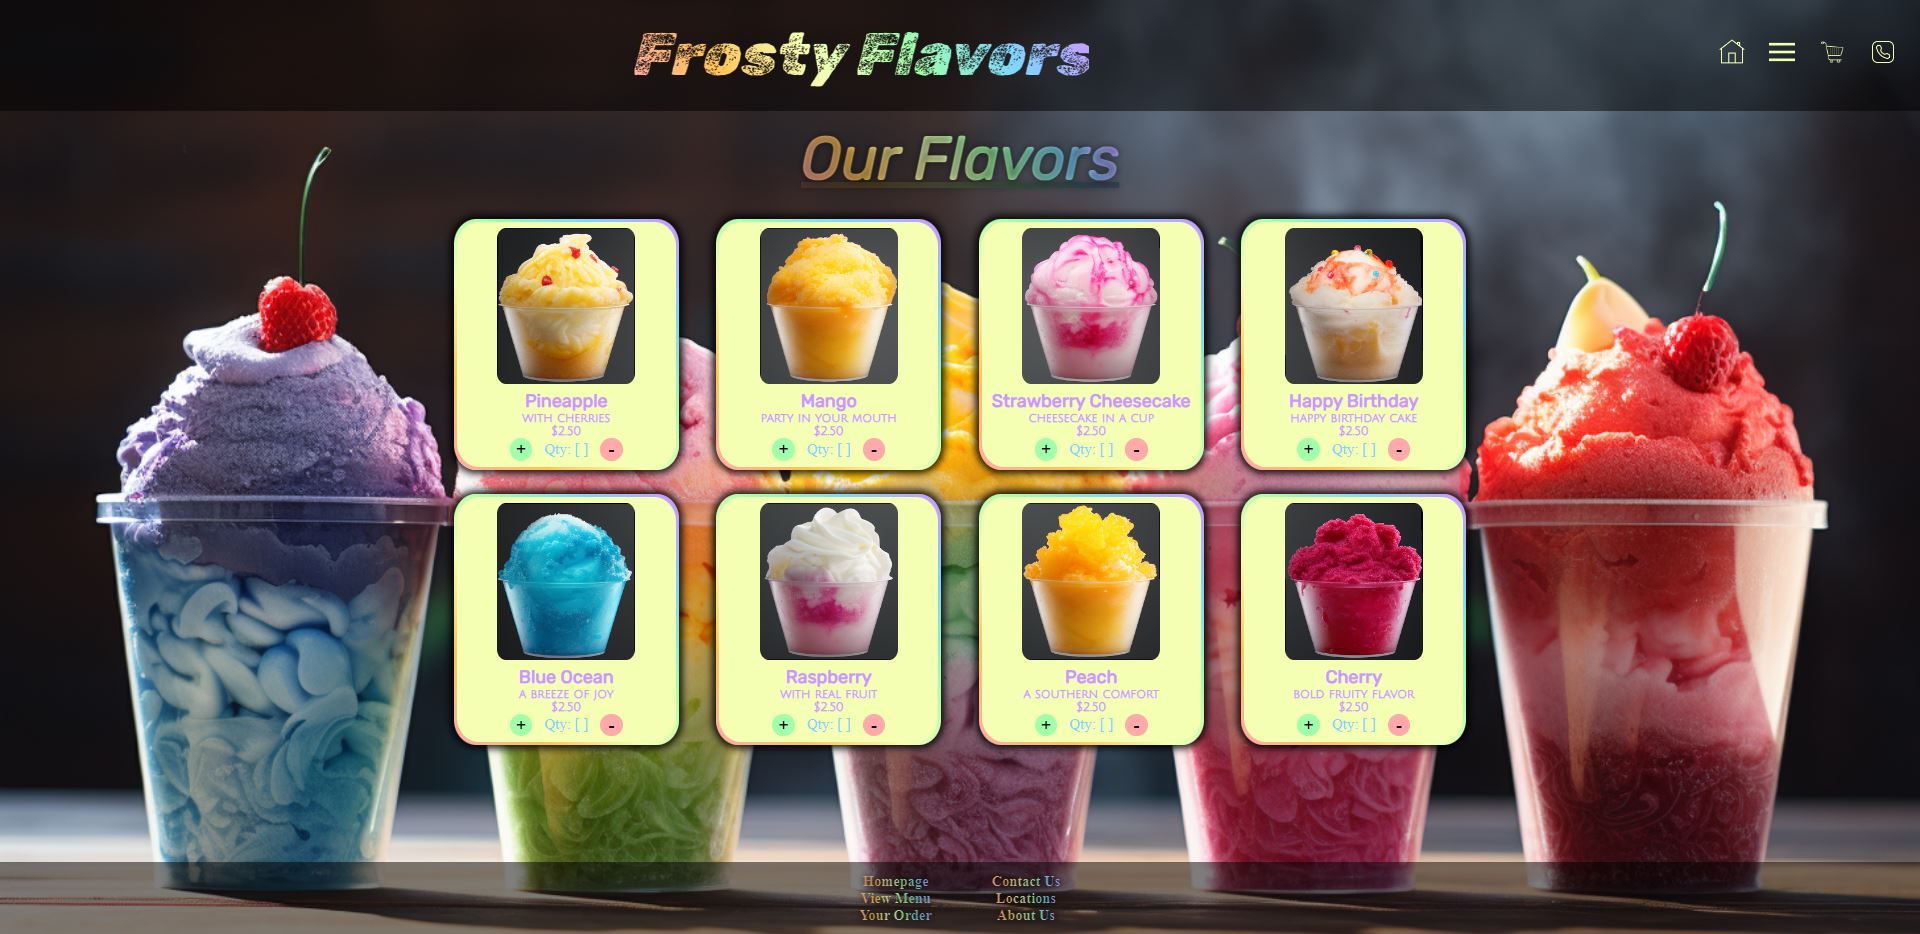 Frosty Flavors
Our Flavors
Pineapple
WITH CHERRIES
$2.50
+ Qty: [ ] -
Mango
PARTY IN YOUR MOUTH
$2.50
+ Qty: [ ] -
Strawberry Cheesecake
CHEESECAKE IN A CUP
$2.50
+ Qty: [ ] -
Happy Birthday
HAPPY BIRTHDAY CAKE
$2.50
+ Qty: [ ] -
Blue Ocean
A BREEZE OF JOY
$2.50
+ Qty: [ ] -
Raspberry
WITH REAL FRUIT
$2.50
+ Qty: [ ] -
Peach
A SOUTHERN COMFORT
$2.50
+ Qty: [ ] -
Cherry
BOLD FRUITY FLAVOR
$2.50
+ Qty: [ ] -
Homepage
View Menu
Your Order
Contact Us
Locations
About Us